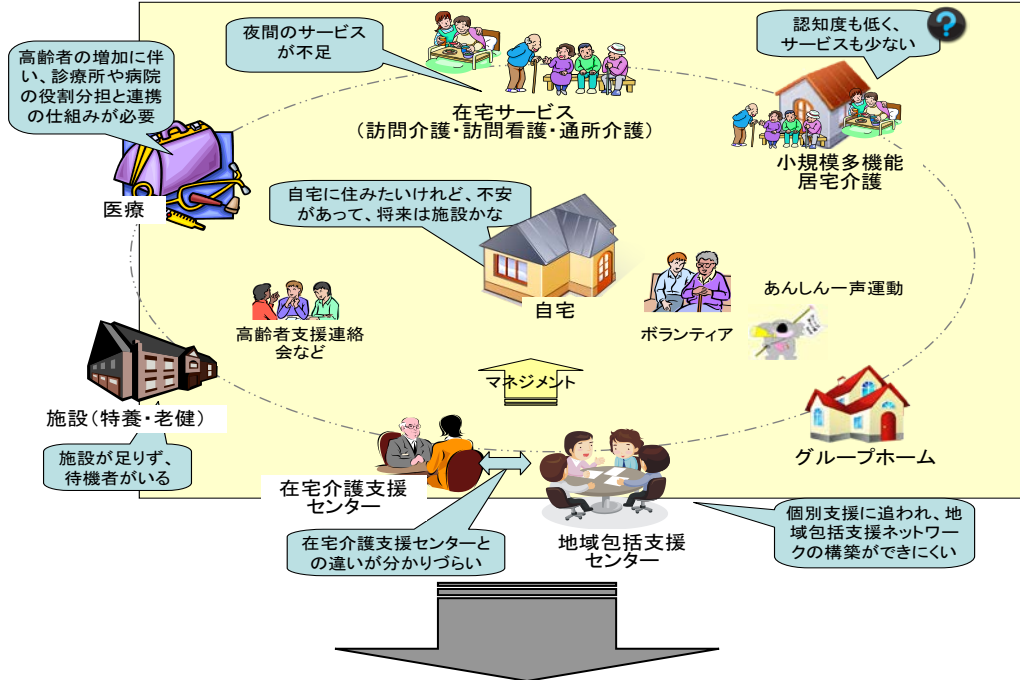 高齢者の増加に伴
い、診療所や病院
の役割分担と連携
の仕組みが必要
医療
夜間のサービス
が不足
在宅サービス
（訪問介護・訪問看護・通所介護）
認知度も低く、
サービスも少ない
?
小規模多機能
居宅介護
自宅に住みたいけれど、不安
があって、将来は施設かな
自宅
高齢者支援連絡
会など
ボランティア
あんしん一声運動
マネジメント
施設（特養・老健）
施設が足りず、
待機者がいる
グループホーム
在宅介護支援
センター
在宅介護支援センターと
の違いが分かりづらい
地域包括支援
センター
個別支援に追われ、地
域包括支援ネットワー
クの構築ができにくい